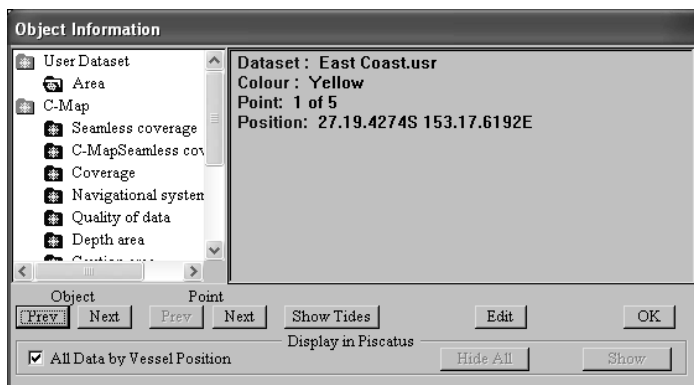 Object Information
User Dataset
Area
C-Map
Seamless coverage
C-MapSeamless cov
Coverage
Navigational system
Quality of data
Depth area
Dataset : East Coast.usr
Colour : Yellow
Point: 1 of 5
Position: 27.19.4274S 153.17.6192E
Object Point
Prev Next Prev Next Show Tides Edit OK
Display in Piscatus
All Data by Vessel Position Hide All Show